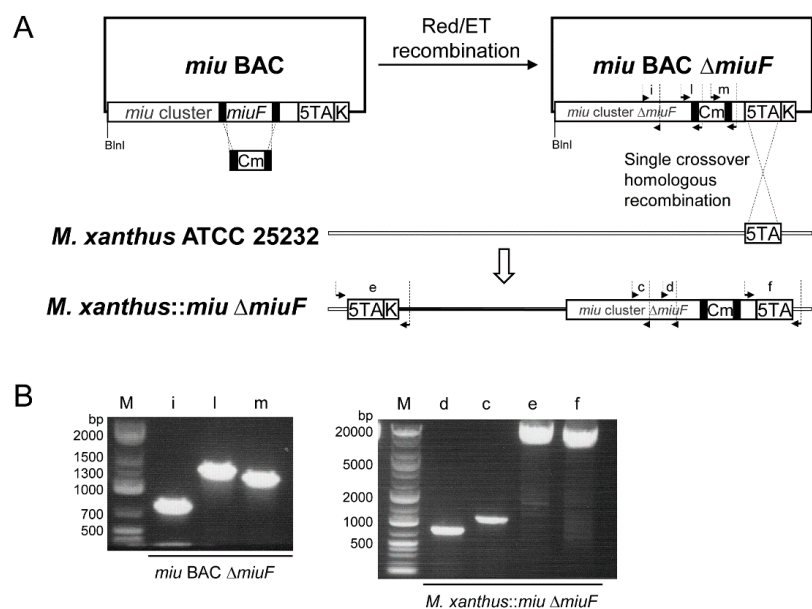 A
Red/ET
recombination
miu BAC
miu BAC ΔmiuF
miu cluster miuF 5TA K
i l m
miu cluster ΔmiuF Cm 5TA K
BlnI
BlnI
Cm
Single crossover
homologous
recombination
M. xanthus ATCC 25232
5TA
M. xanthus::miu ΔmiuF
e c d f
5TA K
miu cluster ΔmiuF Cm 5TA
B
M i l m
bp
2000
1500
1300
1000
700
500
miu BAC ΔmiuF
M d c e f
bp
20000
5000
2000
1000
500
M. xanthus::miu ΔmiuF